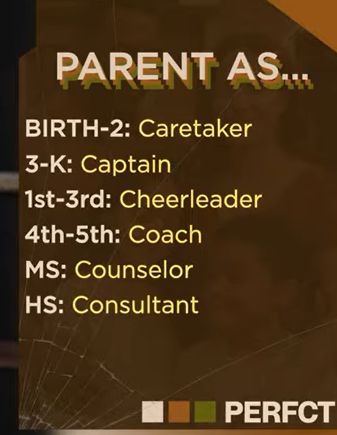 PARENT AS...
BIRTH-2: Caretaker
3-K: Captain
1st-3rd: Cheerleader
4th-5th: Coach
MS: Counselor
HS: Consultant
PERFCT